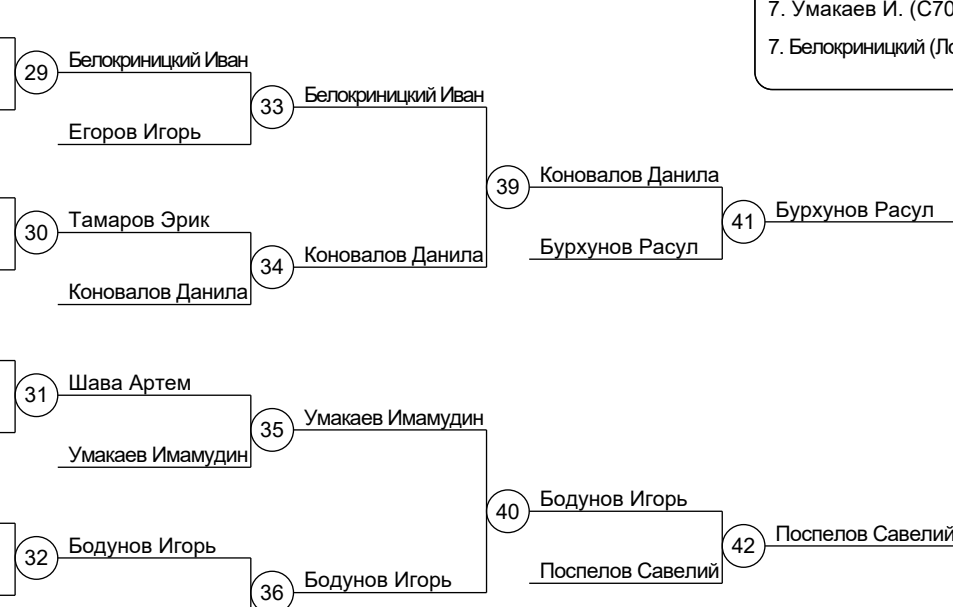 7. Умакаев И. (С70
7. Белокриницкий (Ло
29
Белокриницкий Иван
33
Белокриницкий Иван
Егоров Игорь
39
Коновалов Данила
41
Бурхунов Расул
30
Тамаров Эрик
34
Коновалов Данила
Бурхунов Расул
Коновалов Данила
31
Шава Артем
35
Умакаев Имамудин
Умакаев Имамудин
40
Бодунов Игорь
42
Поспелов Савелий
32
Бодунов Игорь
36
Бодунов Игорь
Поспелов Савелий